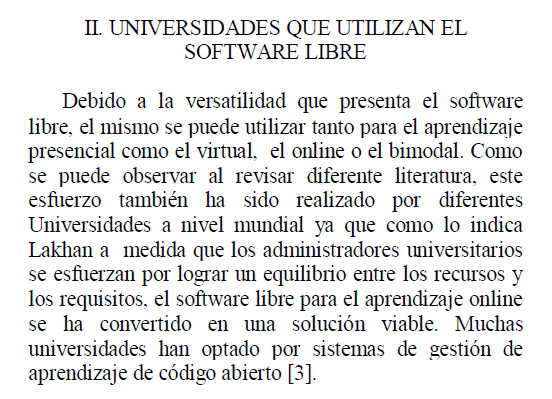 II. UNIVERSIDADES QUE UTILIZAN EL
SOFTWARE LIBRE
Debido a la versatilidad que presenta el software
libre, el mismo se puede utilizar tanto para el aprendizaje
presencial como el virtual, el online o el bimodal. Como
se puede observar al revisar diferente literatura, este
esfuerzo también ha sido realizado por diferentes
Universidades a nivel mundial ya que como lo indica
Lakhan a medida que los administradores universitarios
se esfuerzan por lograr un equilibrio entre los recursos y
los requisitos, el software libre para el aprendizaje online
se ha convertido en una solución viable. Muchas
universidades han optado por sistemas de gestión de
aprendizaje de código abierto [3].